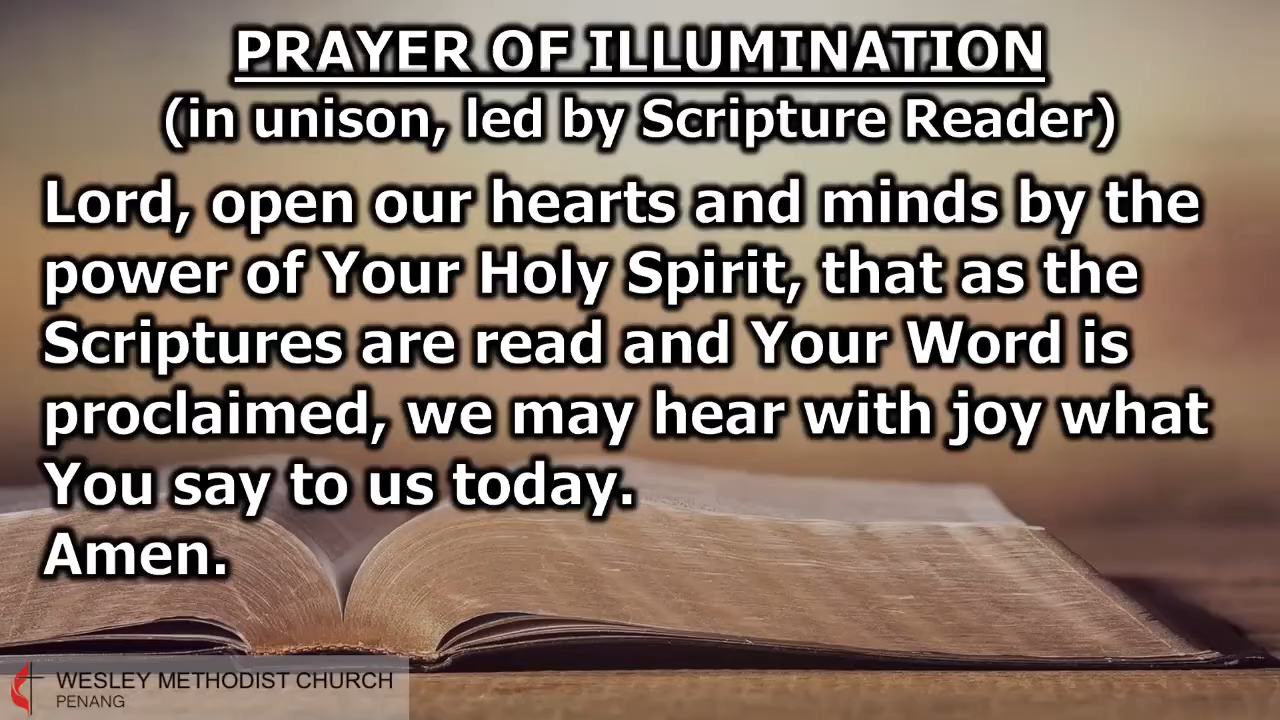 PRAYER OF ILLUMINATION
(in unison, led by Scripture Reader)
Lord, open our hearts and minds by the
power of Your Holy Spirit, that as the
Scriptures are read and Your Word is
proclaimed, we may hear with joy what
You say to us today.
Amen.
WESLEY METHODIST CHURCH
PENANG